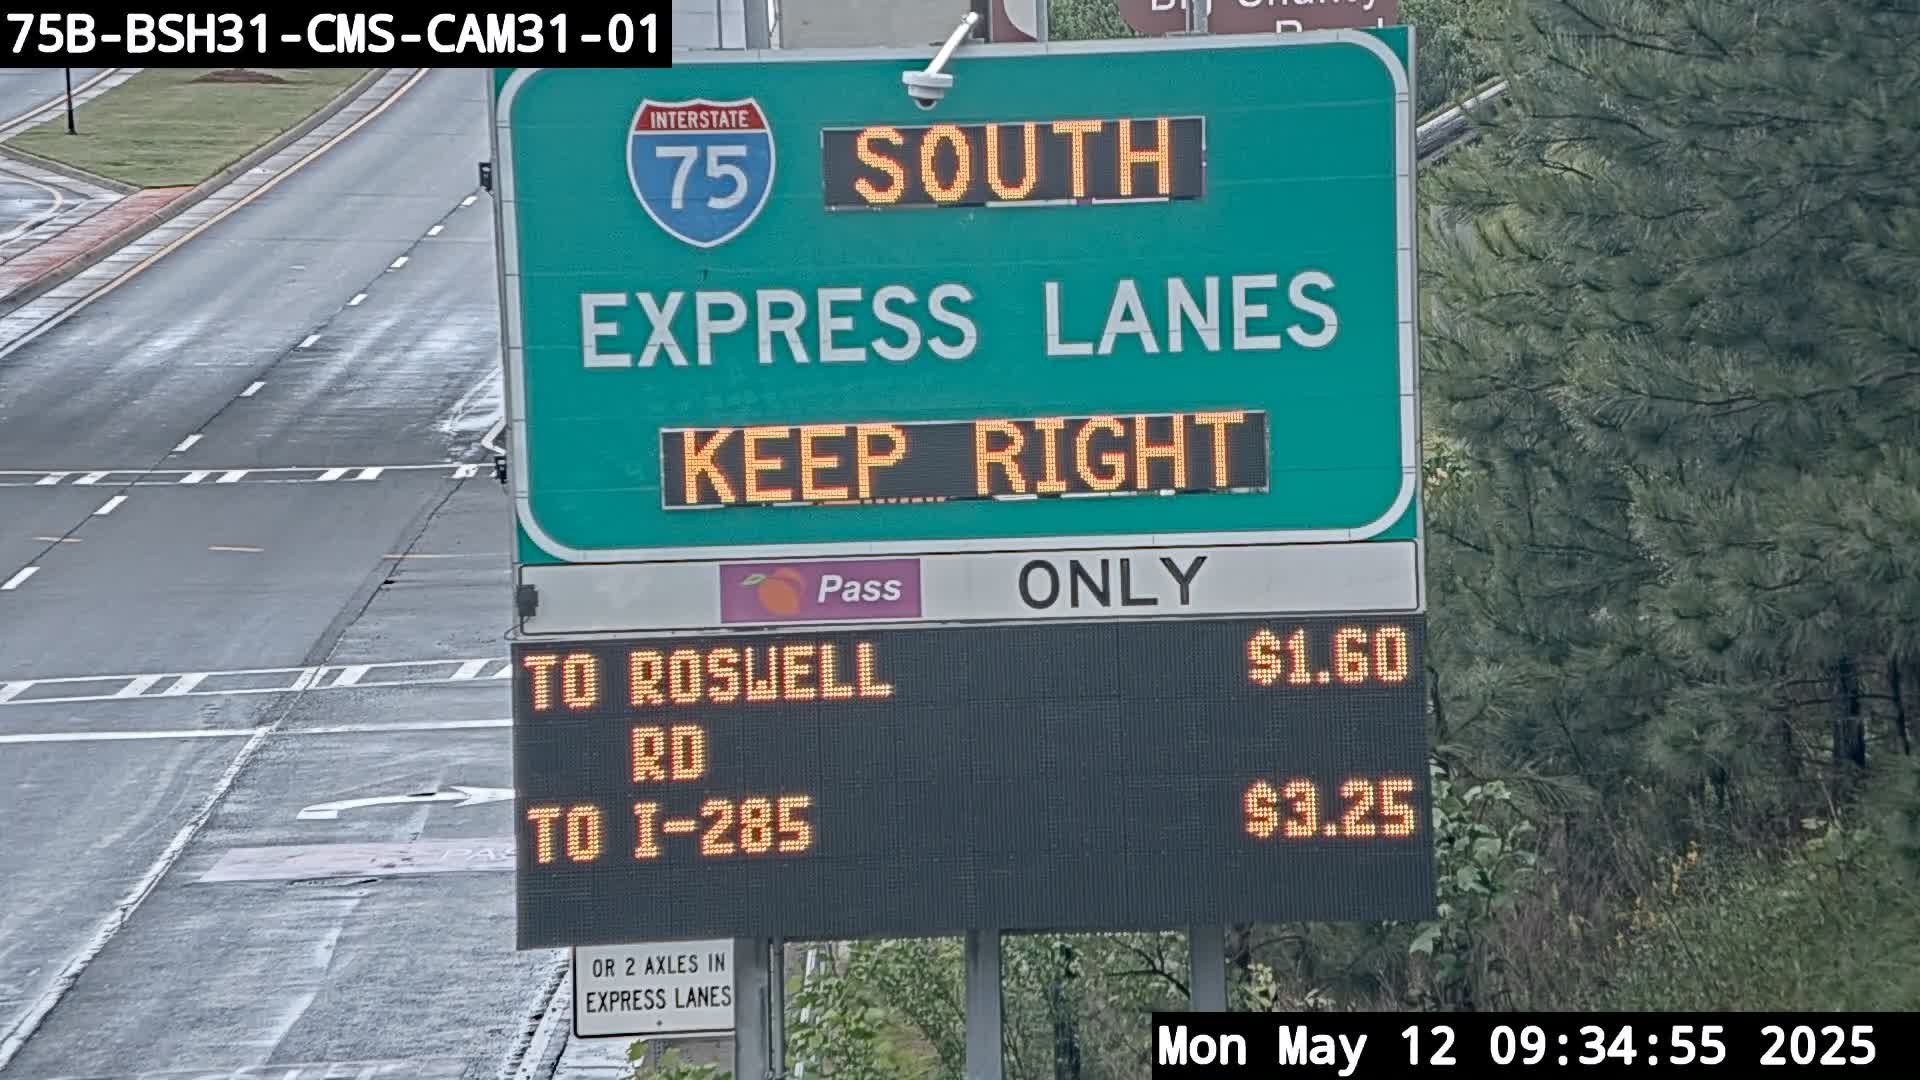 75B-BSH31-CMS-CAM31-01
INTERSTATE
75
SOUTH
EXPRESS LANES
KEEP RIGHT
Pass ONLY
TO ROSWELL $1.60
RD
TO I-285 $3.25
OR 2 AXLES IN
EXPRESS LANES
Mon May 12 09:34:55 2025